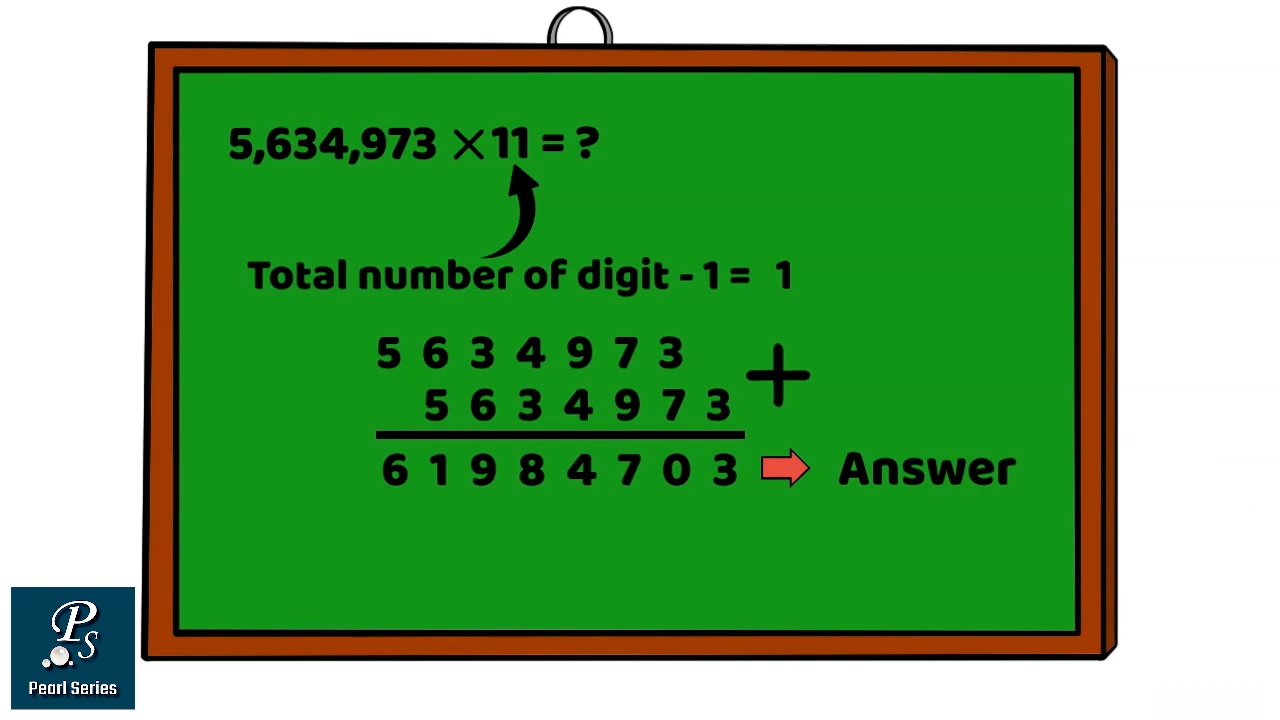 5,634,973 ×11 = ?
Total number of digit - 1 = 1
5 6 3 4 9 7 3
+
5 6 3 4 9 7 3
6 1 9 8 4 7 0 3 Answer
PS
Pearl Series